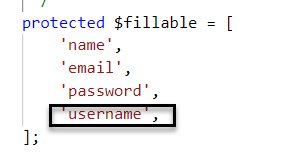 /
protected $fillable = [
'name',
'email',
'password',
'username',
];